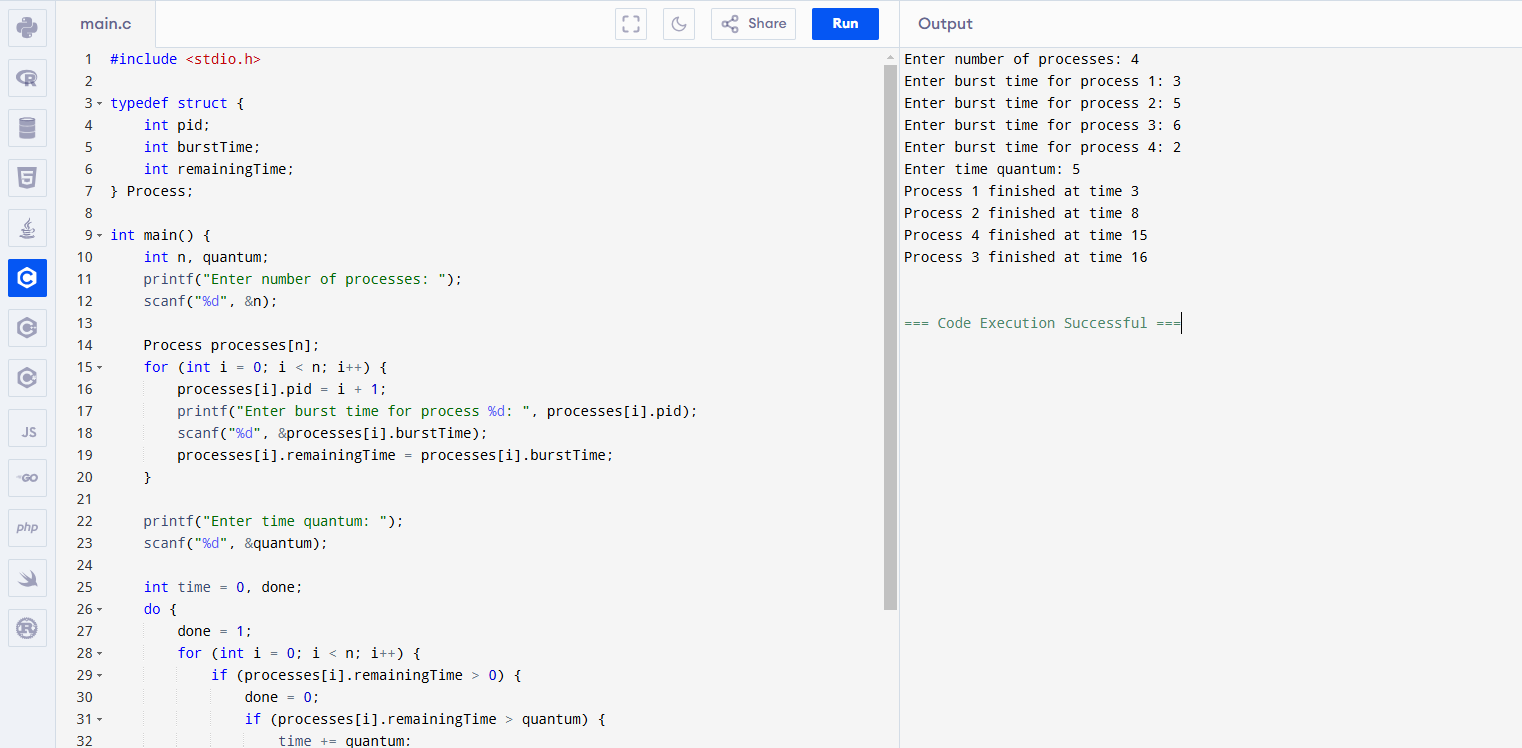 main.c
Share
Run
Output
1 #include <stdio.h>
2
3 typedef struct {
4     int pid;
5     int burstTime;
6     int remainingTime;
7 } Process;
8
9 int main() {
10     int n, quantum;
11     printf("Enter number of processes: ");
12     scanf("%d", &n);
13
14     Process processes[n];
15     for (int i = 0; i < n; i++) {
16         processes[i].pid = i + 1;
17         printf("Enter burst time for process %d: ", processes[i].pid);
18         scanf("%d", &processes[i].burstTime);
19         processes[i].remainingTime = processes[i].burstTime;
20     }
21
22     printf("Enter time quantum: ");
23     scanf("%d", &quantum);
24
25     int time = 0, done;
26     do {
27         done = 1;
28         for (int i = 0; i < n; i++) {
29             if (processes[i].remainingTime > 0) {
30                 done = 0;
31                 if (processes[i].remainingTime > quantum) {
32                     time += quantum;
Enter number of processes: 4
Enter burst time for process 1: 3
Enter burst time for process 2: 5
Enter burst time for process 3: 6
Enter burst time for process 4: 2
Enter time quantum: 5
Process 1 finished at time 3
Process 2 finished at time 8
Process 4 finished at time 15
Process 3 finished at time 16
=== Code Execution Successful ===
R
5
C
C
C
JS
GO
php
R